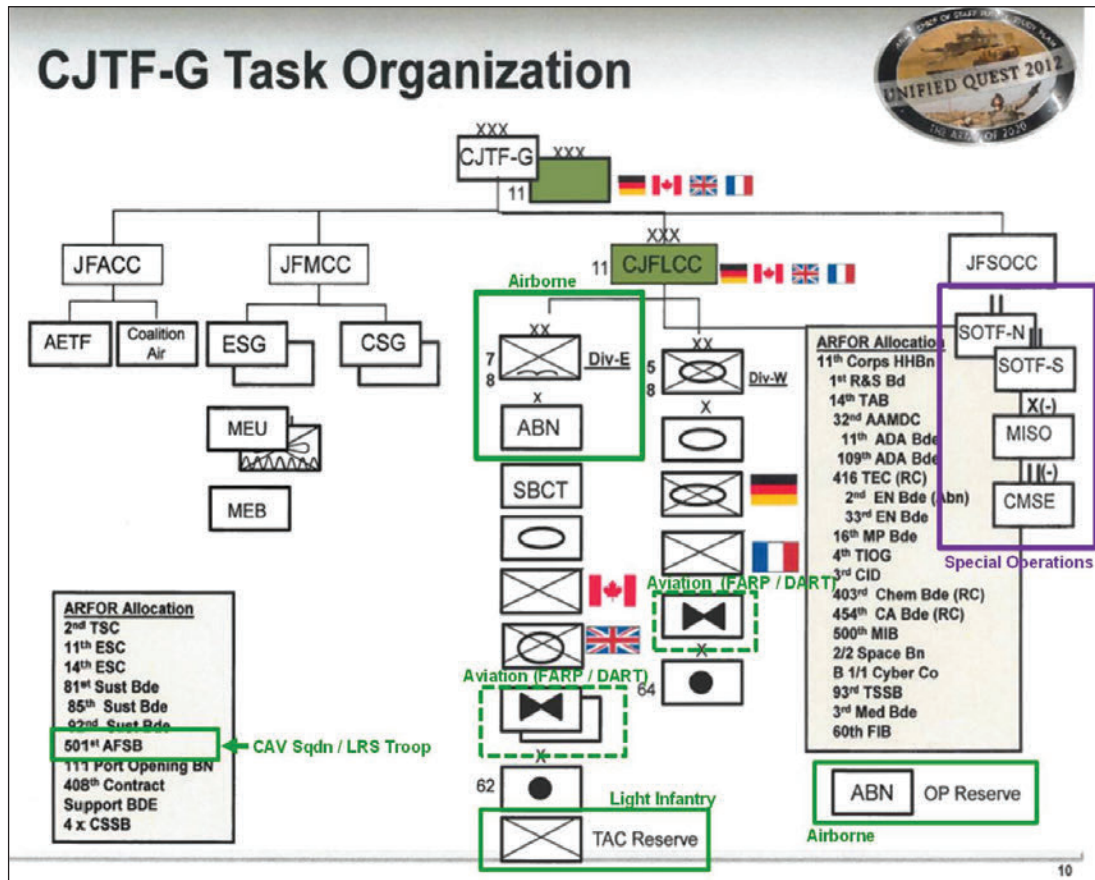 CJTF-G Task Organization
UNIFIED QUEST 2012
THE ARMY OF 2020
XXX
CJTF-G
XXX
11
JFACC
JFMCC
XXX
11
CJFLCC
JFSOCC
AETF
Coalition
Air
ESG
CSG
MEU
MEB
Airborne
XX
7
8
Div-E
X
ABN
SBCT
Aviation (FARP / DART)
X
62
Light Infantry
TAC Reserve
XX
5
8
Div-W
X
Aviation (FARP / DART)
X
64
ARFOR Allocation
11th Corps HHBn
1st R&S Bd
14th TAB
32nd AAMDC
11th ADA Bde
109th ADA Bde
416 TEC (RC)
2nd EN Bde (Abn)
33rd EN Bde
16th MP Bde
4th TIOG
3rd CID
403rd Chem Bde (RC)
454th CA Bde (RC)
500th MIB
2/2 Space Bn
B 1/1 Cyber Co
93rd TSSB
3rd Med Bde
60th FIB
II
SOTF-N
III
SOTF-S
X(-)
MISO
II(-)
CMSE
Special Operations
ABN
OP Reserve
Airborne
ARFOR Allocation
2nd TSC
11th ESC
14th ESC
81st Sust Bde
85th Sust Bde
92nd Sust Bde
501st AFSB
CAV Sqdn / LRS Troop
111 Port Opening BN
408th Contract
Support BDE
4 x CSSB
10